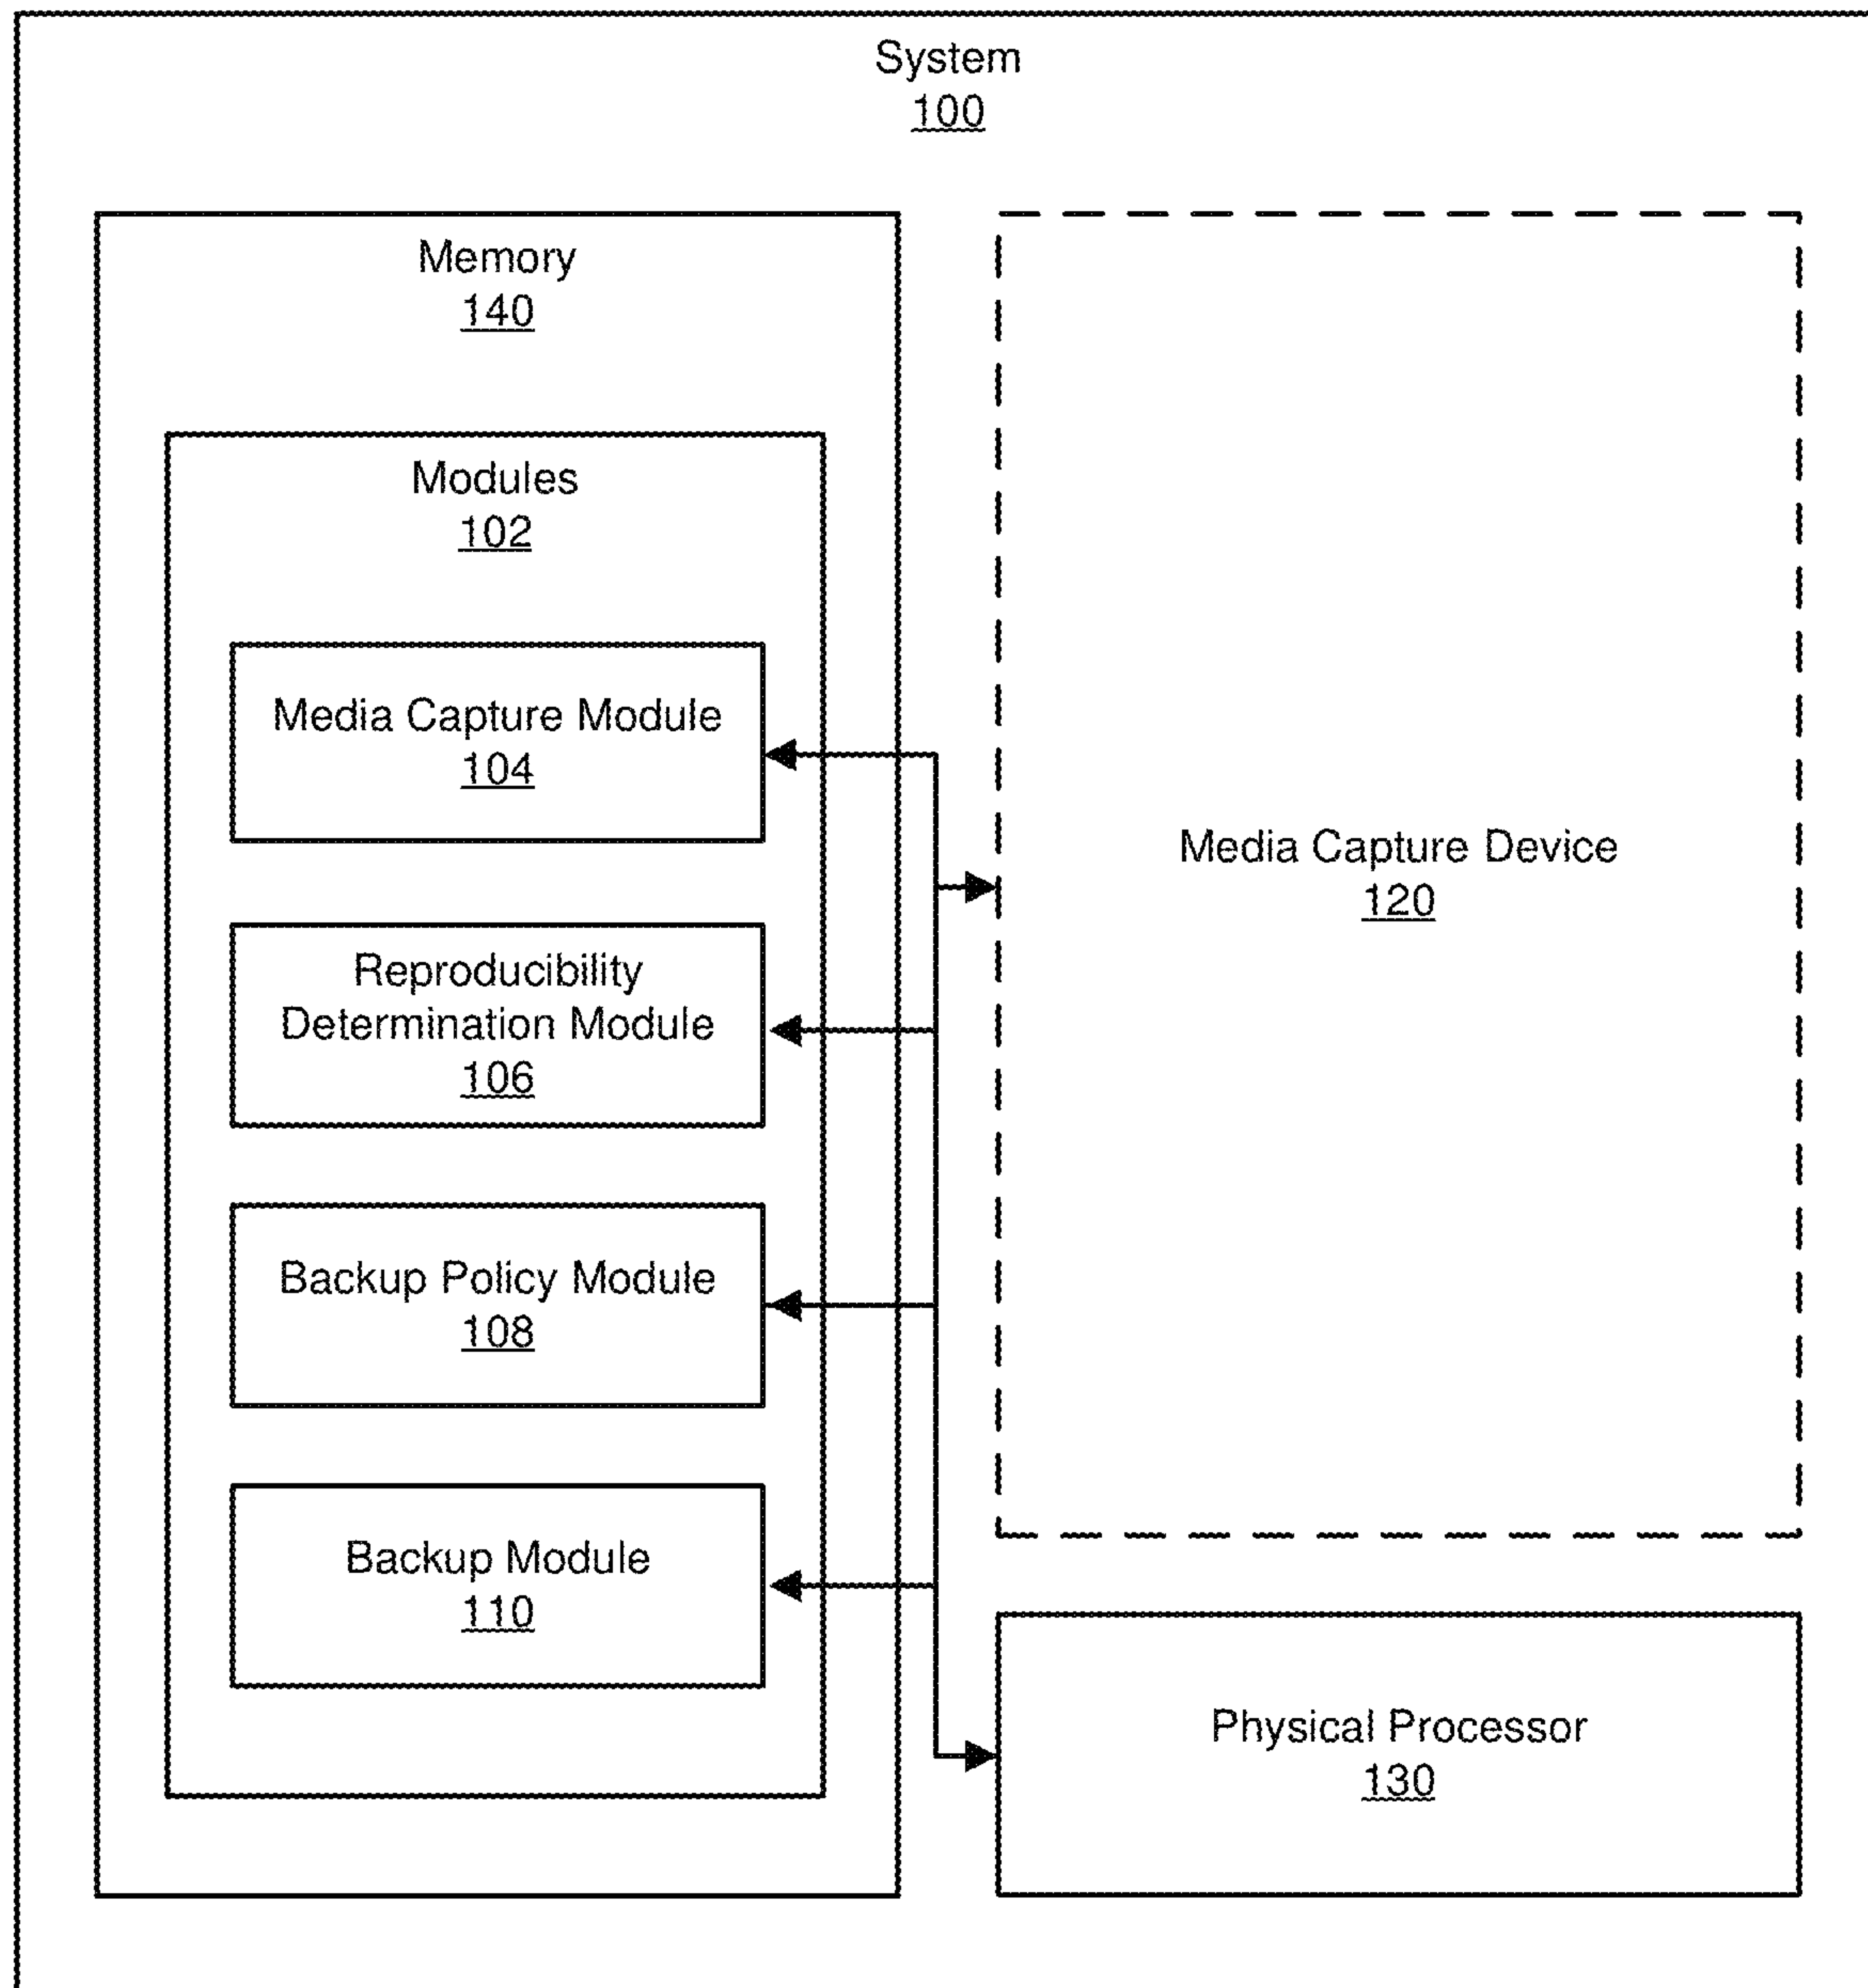 System
100
Memory
140
Modules
102
Media Capture Module
104
Reproducibility
Determination Module
106
Backup Policy Module
108
Backup Module
110
Media Capture Device
120
Physical Processor
130